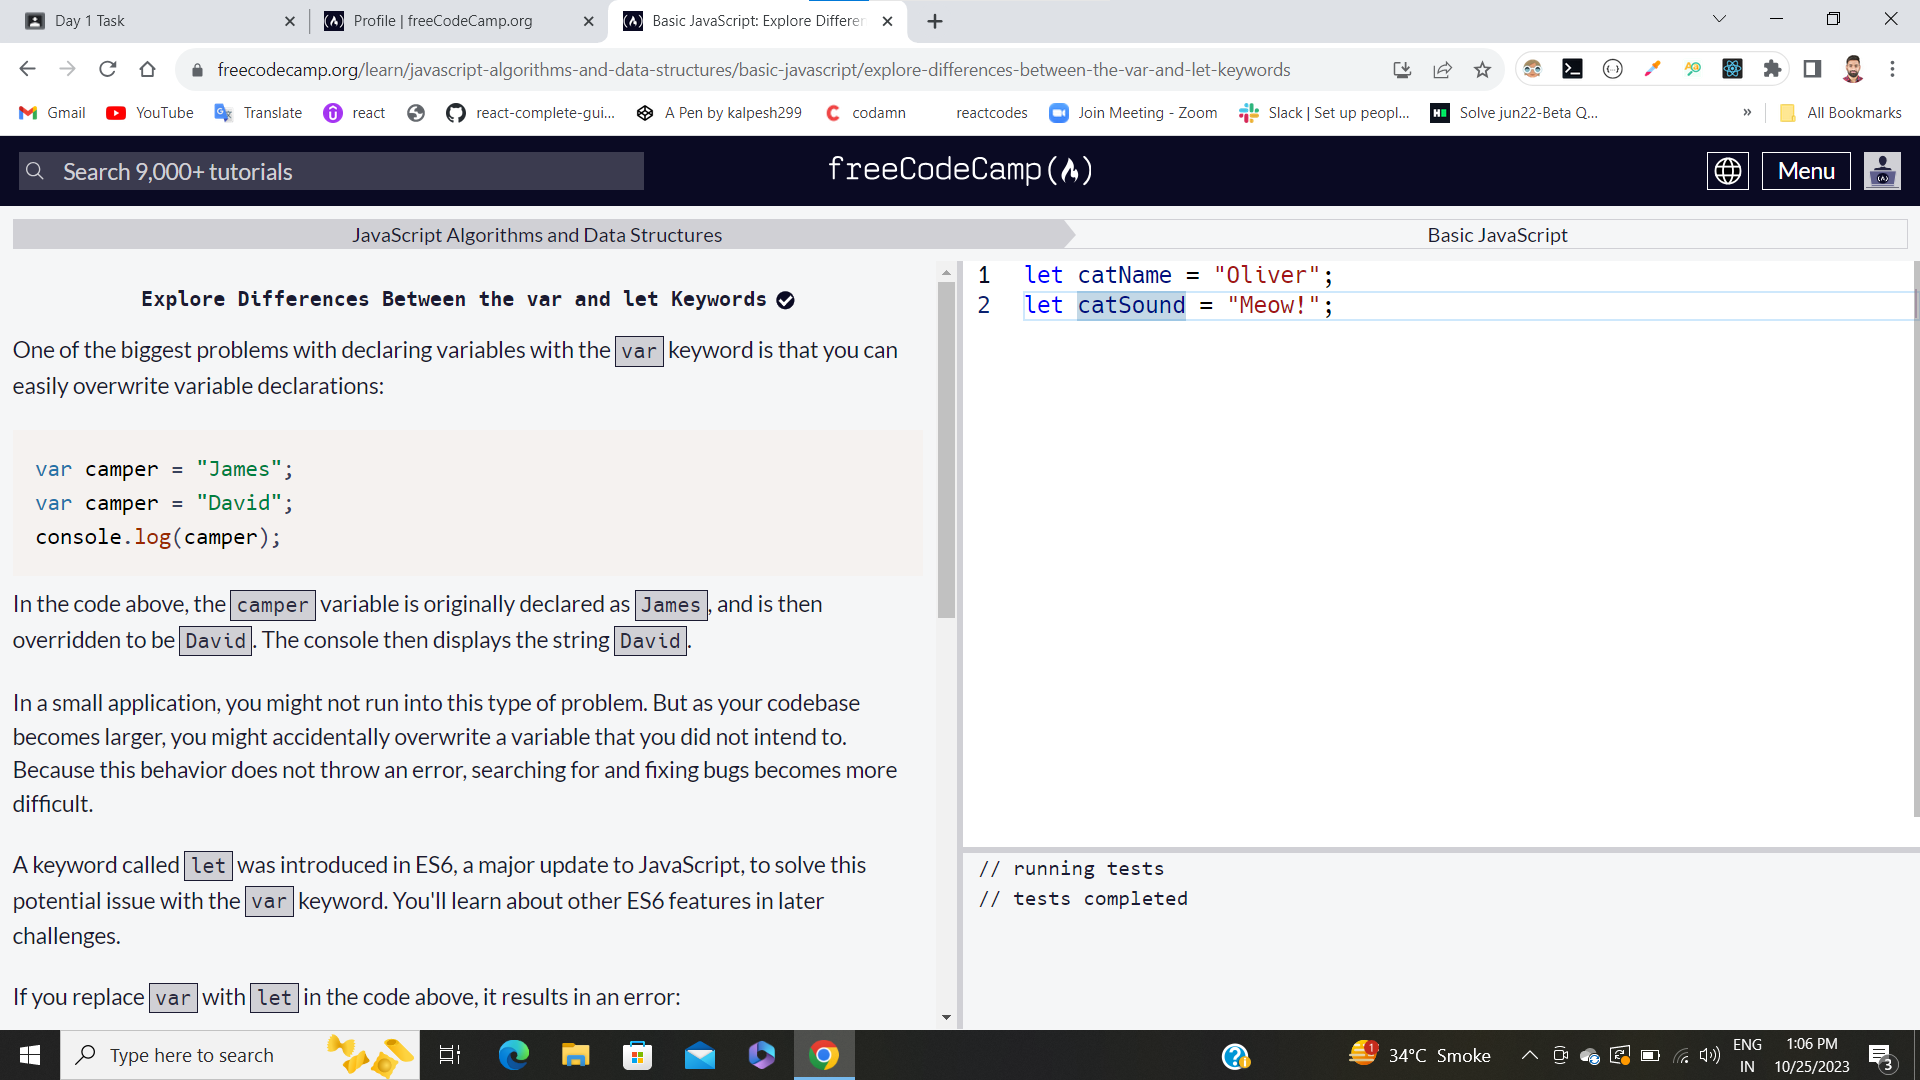 Day 1 Task
Profile | freeCodeCamp.org
Basic JavaScript: Explore Differer
freecodecamp.org/learn/javascript-algorithms-and-data-structures/basic-javascript/explore-differences-between-the-var-and-let-keywords
Gmail YouTube Translate react react-complete-gui... A Pen by kalpesh299 codamn reactcodes Join Meeting - Zoom Slack | Set up peopl... Solve jun22-Beta Q... » All Bookmarks
Search 9,000+ tutorials
freeCodeCamp(🔥)
Menu
JavaScript Algorithms and Data Structures
Basic JavaScript
Explore Differences Between the var and let Keywords
One of the biggest problems with declaring variables with the var keyword is that you can
easily overwrite variable declarations:
var camper = "James";
var camper = "David";
console.log(camper);
In the code above, the camper variable is originally declared as James, and is then
overridden to be David. The console then displays the string David.
In a small application, you might not run into this type of problem. But as your codebase
becomes larger, you might accidentally overwrite a variable that you did not intend to.
Because this behavior does not throw an error, searching for and fixing bugs becomes more
difficult.
A keyword called let was introduced in ES6, a major update to JavaScript, to solve this
potential issue with the var keyword. You'll learn about other ES6 features in later
challenges.
If you replace var with let in the code above, it results in an error:
1 let catName = "Oliver";
2 let catSound = "Meow!";
// running tests
// tests completed
Type here to search
1
34°C Smoke
ENG
IN
1:06 PM
10/25/2023
3